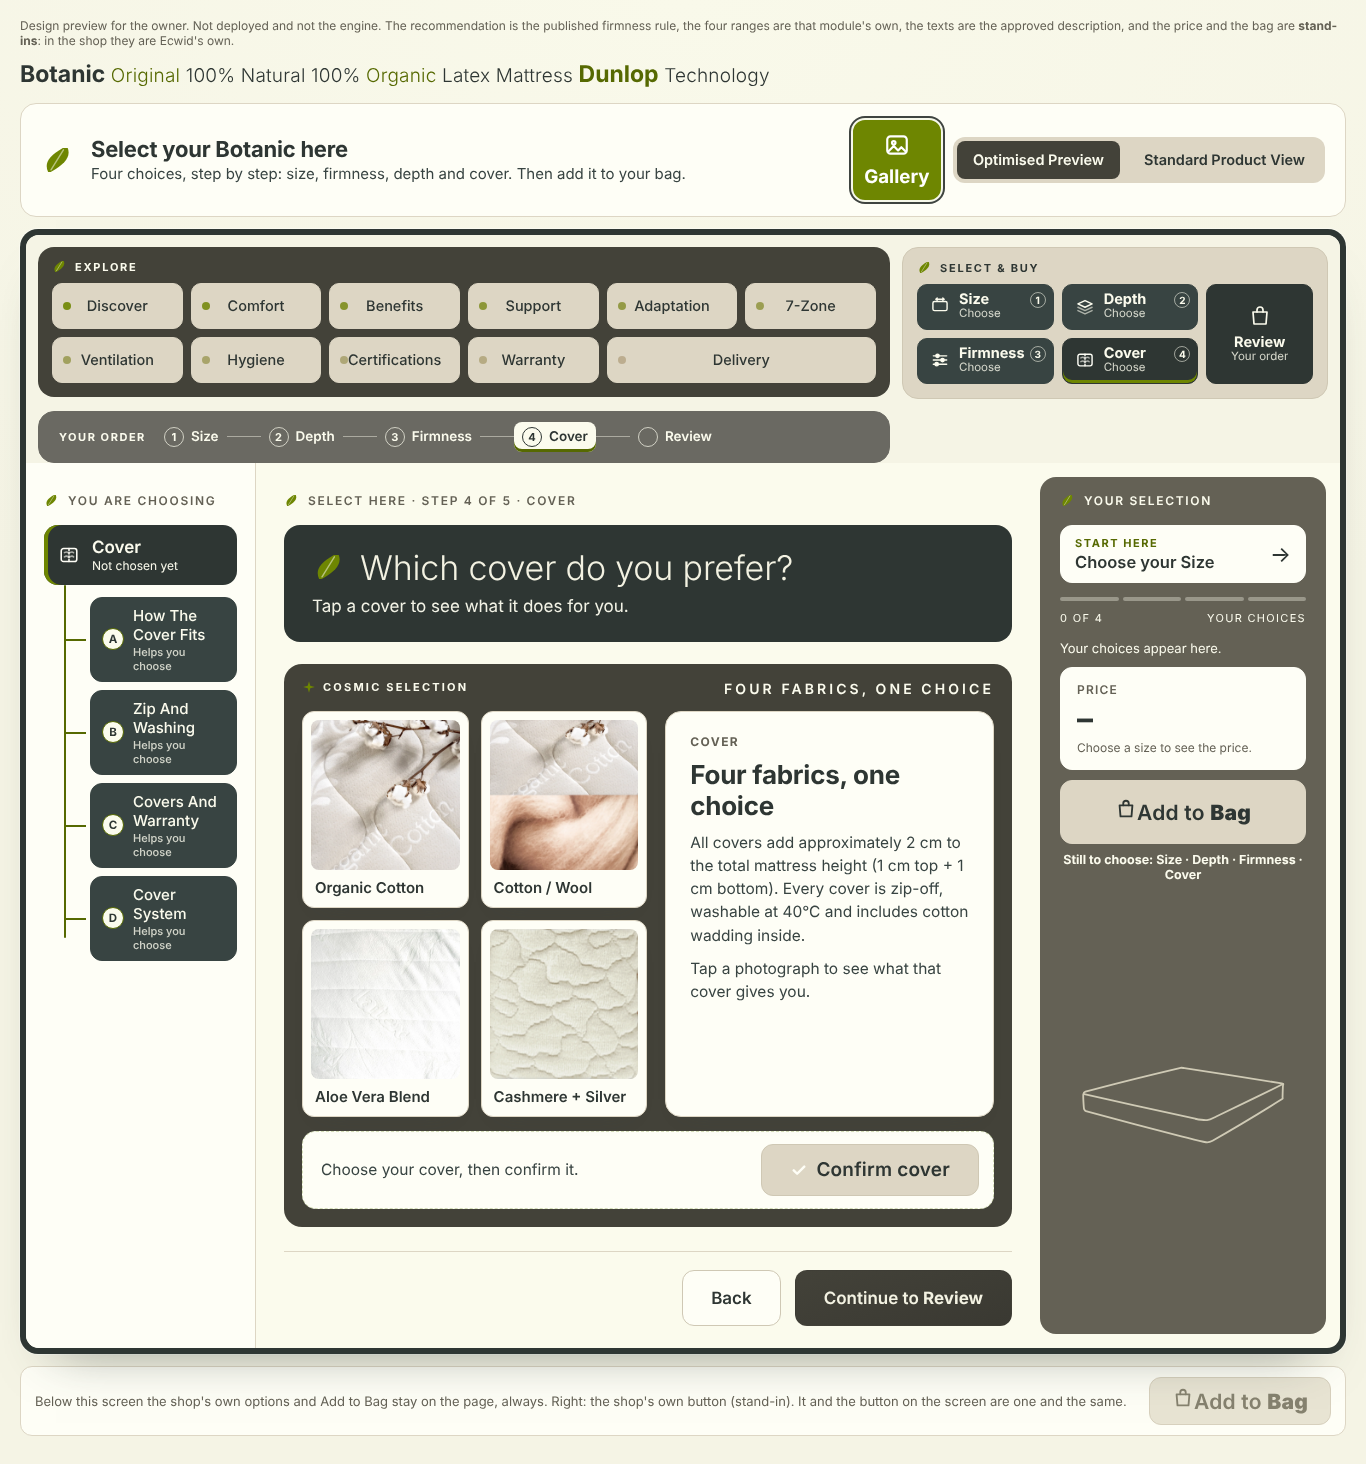 Design preview for the owner. Not deployed and not the engine. The recommendation is the published firmness rule, the four ranges are that module's own, the texts are the approved description, and the price and the bag are stand-
ins: in the shop they are Ecwid's own.
Botanic Original 100% Natural 100% Organic Latex Mattress Dunlop Technology
Select your Botanic here
Four choices, step by step: size, firmness, depth and cover. Then add it to your bag.
Gallery
Optimised Preview
Standard Product View
EXPLORE
Discover
Comfort
Benefits
Support
Adaptation
7-Zone
Ventilation
Hygiene
Certifications
Warranty
Delivery
SELECT & BUY
Size
Choose
1
Depth
Choose
2
Firmness
Choose
3
Cover
Choose
4
Review
Your order
YOUR ORDER
1 Size
2 Depth
3 Firmness
4 Cover
Review
YOU ARE CHOOSING
Cover
Not chosen yet
A
How The
Cover Fits
Helps you
choose
B
Zip And
Washing
Helps you
choose
C
Covers And
Warranty
Helps you
choose
D
Cover
System
Helps you
choose
SELECT HERE · STEP 4 OF 5 · COVER
Which cover do you prefer?
Tap a cover to see what it does for you.
COSMIC SELECTION
FOUR FABRICS, ONE CHOICE
Organic Cotton
Cotton / Wool
Aloe Vera Blend
Cashmere + Silver
COVER
Four fabrics, one
choice
All covers add approximately 2 cm to
the total mattress height (1 cm top + 1
cm bottom). Every cover is zip-off,
washable at 40°C and includes cotton
wadding inside.
Tap a photograph to see what that
cover gives you.
Choose your cover, then confirm it.
Confirm cover
Back
Continue to Review
YOUR SELECTION
START HERE
Choose your Size
0 OF 4
YOUR CHOICES
Your choices appear here.
PRICE
–
Choose a size to see the price.
Add to Bag
Still to choose: Size · Depth · Firmness ·
Cover
Below this screen the shop's own options and Add to Bag stay on the page, always. Right: the shop's own button (stand-in). It and the button on the screen are one and the same.
Add to Bag